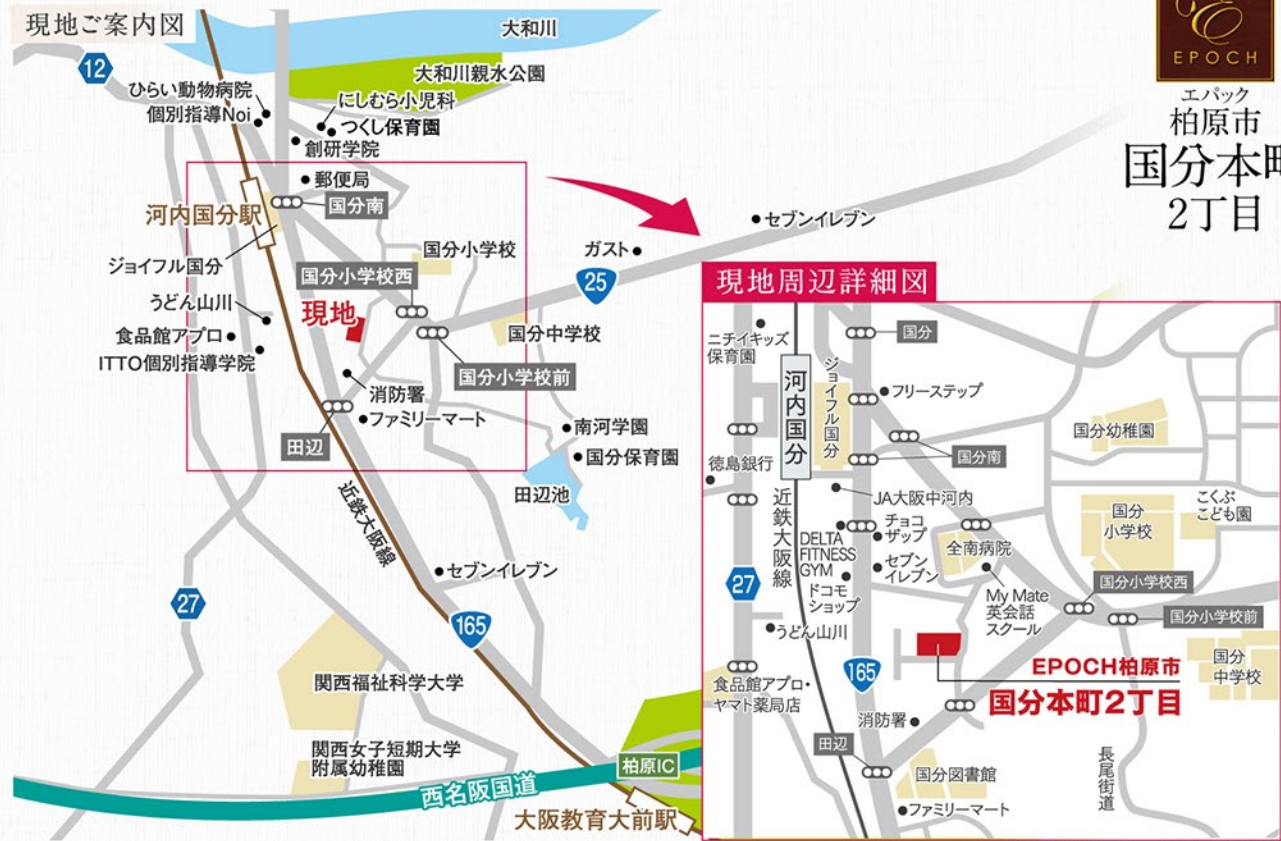 現地ご案内図
大和川
EPOCH
エパック
柏原市
国分本町
2丁目
12
大和川親水公園
ひらい動物病院
個別指導Noi
にしむら小児科
つくし保育園
創研学院
郵便局
国分南
河内国分駅
ジョイフル国分
国分小学校
国分小学校西
ガスト
セブンイレブン
25
うどん山川
現地
食品館アプロ
ITTO個別指導学院
国分中学校
国分小学校前
消防署
ファミリーマート
田辺
南河学園
国分保育園
田辺池
近鉄大阪線
セブンイレブン
27
165
関西福祉科学大学
関西女子短期大学
附属幼稚園
柏原IC
西名阪国道
大阪教育大前駅
現地周辺詳細図
ニチイキッズ
保育園
河内国分
ジョイフル国分
国分
フリーステップ
国分幼稚園
国分南
徳島銀行
近鉄大阪線
JA大阪中河内
国分
小学校
こくぶ
こども園
DELTA
FITNESS
GYM
チョコ
ザップ
全南病院
セブン
イレブン
ドコモ
ショップ
My Mate
英会話
スクール
国分小学校西
国分小学校前
27
うどん山川
165
EPOCH柏原市
国分本町2丁目
国分
中学校
食品館アプロ・
ヤマト薬局店
消防署
田辺
国分図書館
ファミリーマート
長尾街道